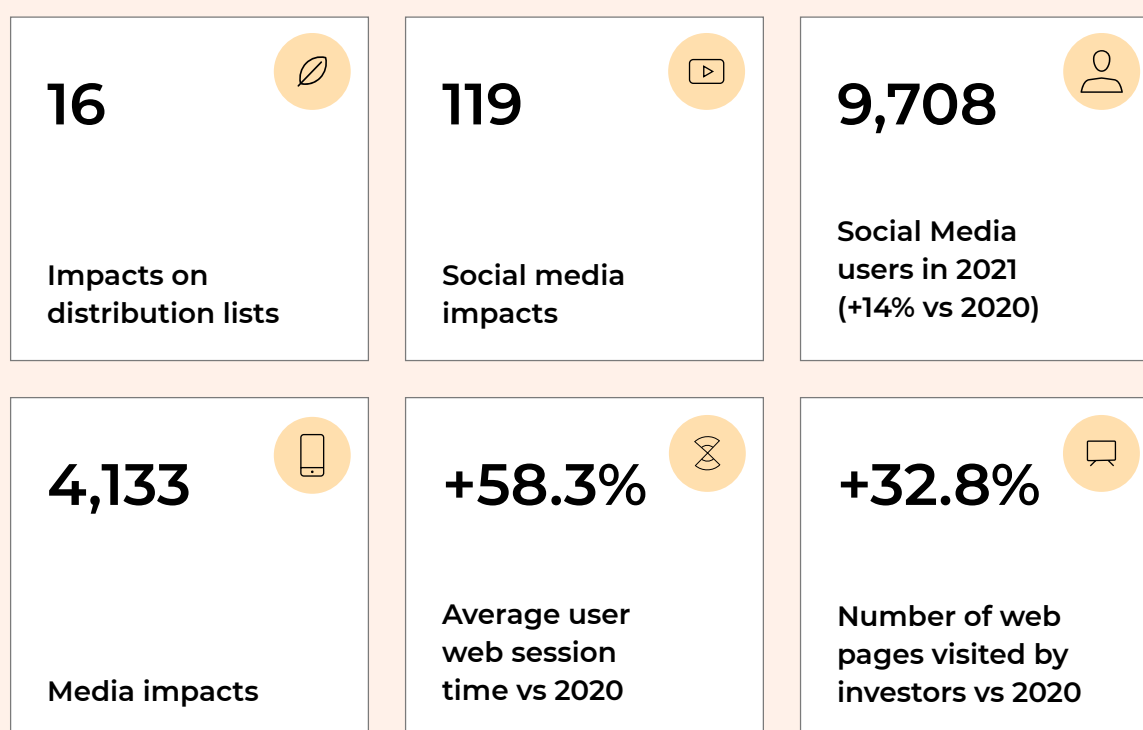 16
Impacts on
distribution lists
119
Social media
impacts
9,708
Social Media
users in 2021
(+14% vs 2020)
4,133
Media impacts
+58.3%
Average user
web session
time vs 2020
+32.8%
Number of web
pages visited by
investors vs 2020